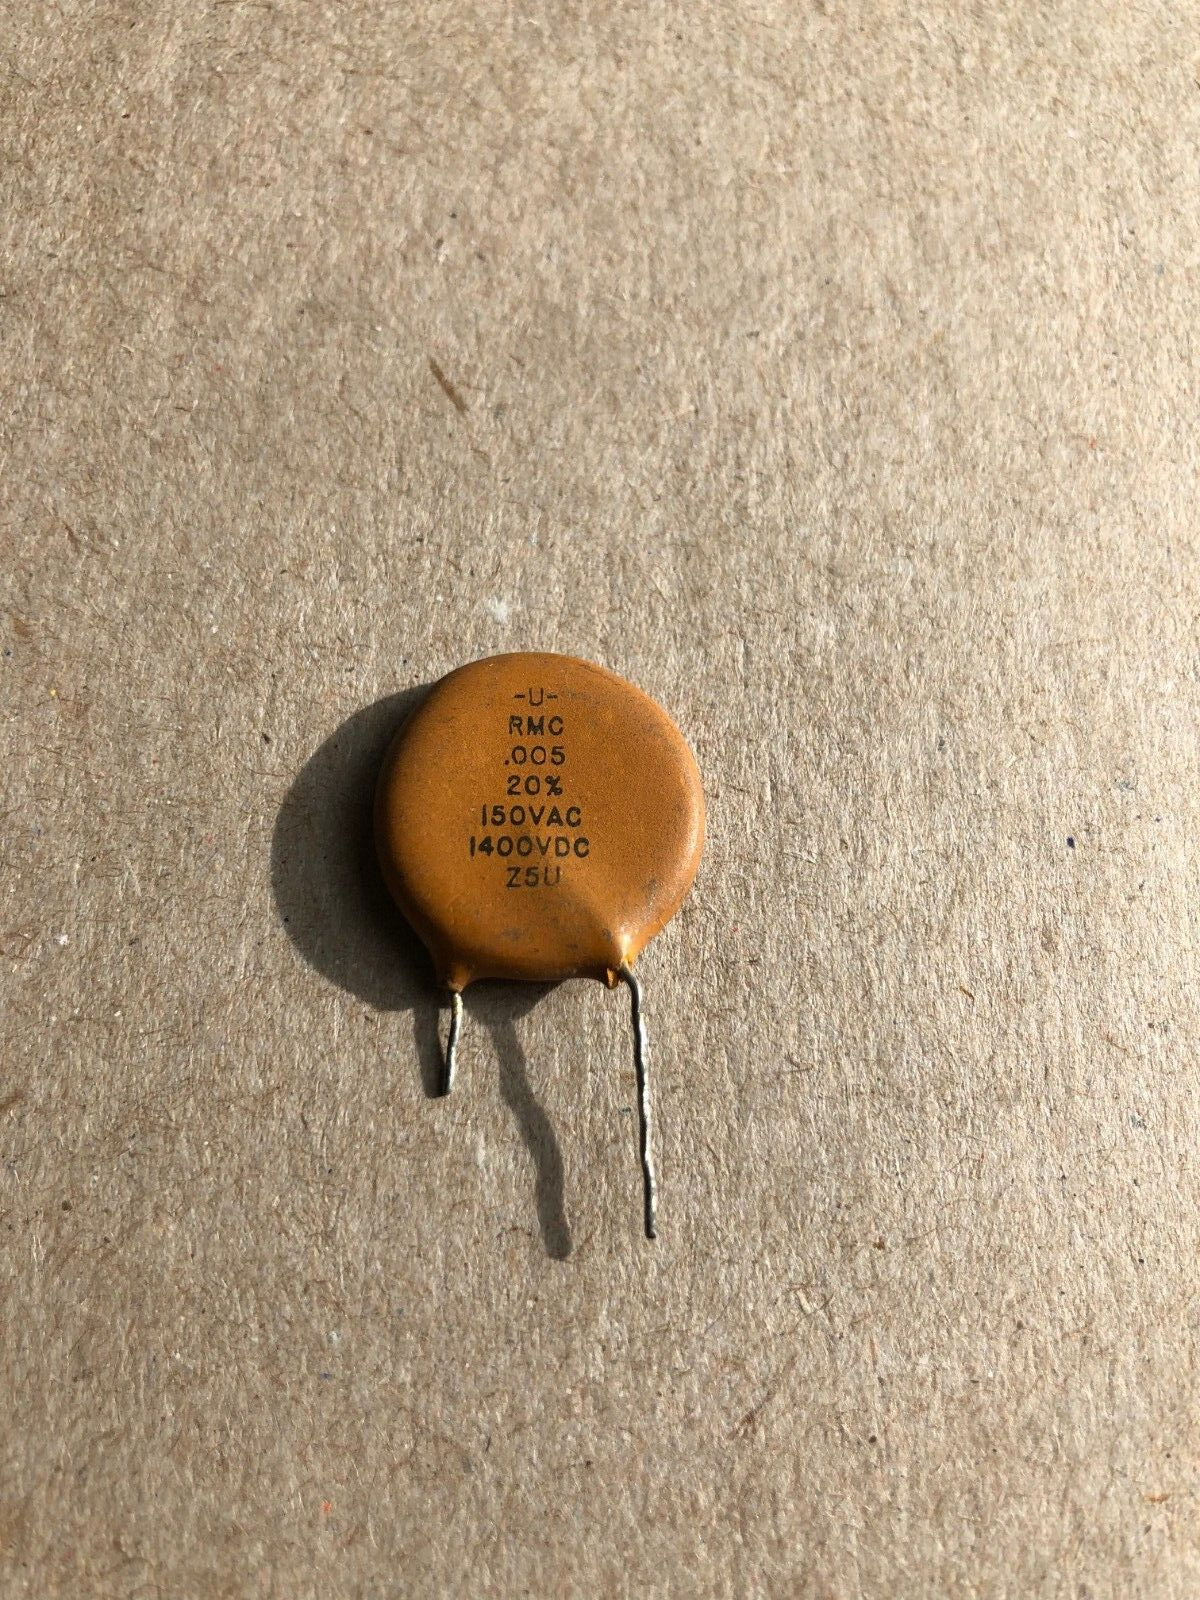 -U-
RMC
.005
20%
150VAC
1400VDC
Z5U